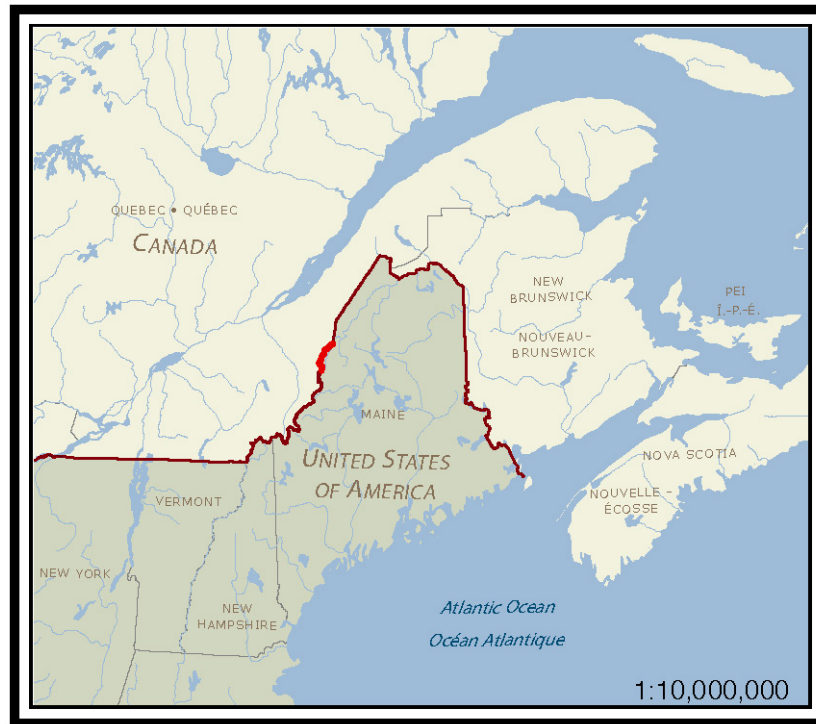 QUEBEC • QUÉBEC
CANADA
NEW
BRUNSWICK
NOUVEAU-
BRUNSWICK
PEI
Î.-P.-É.
MAINE
UNITED STATES
OF AMERICA
NOVA SCOTIA
NOUVELLE -
ÉCOSSE
VERMONT
NEW YORK
NEW
HAMPSHIRE
Atlantic Ocean
Océan Atlantique
1:10,000,000